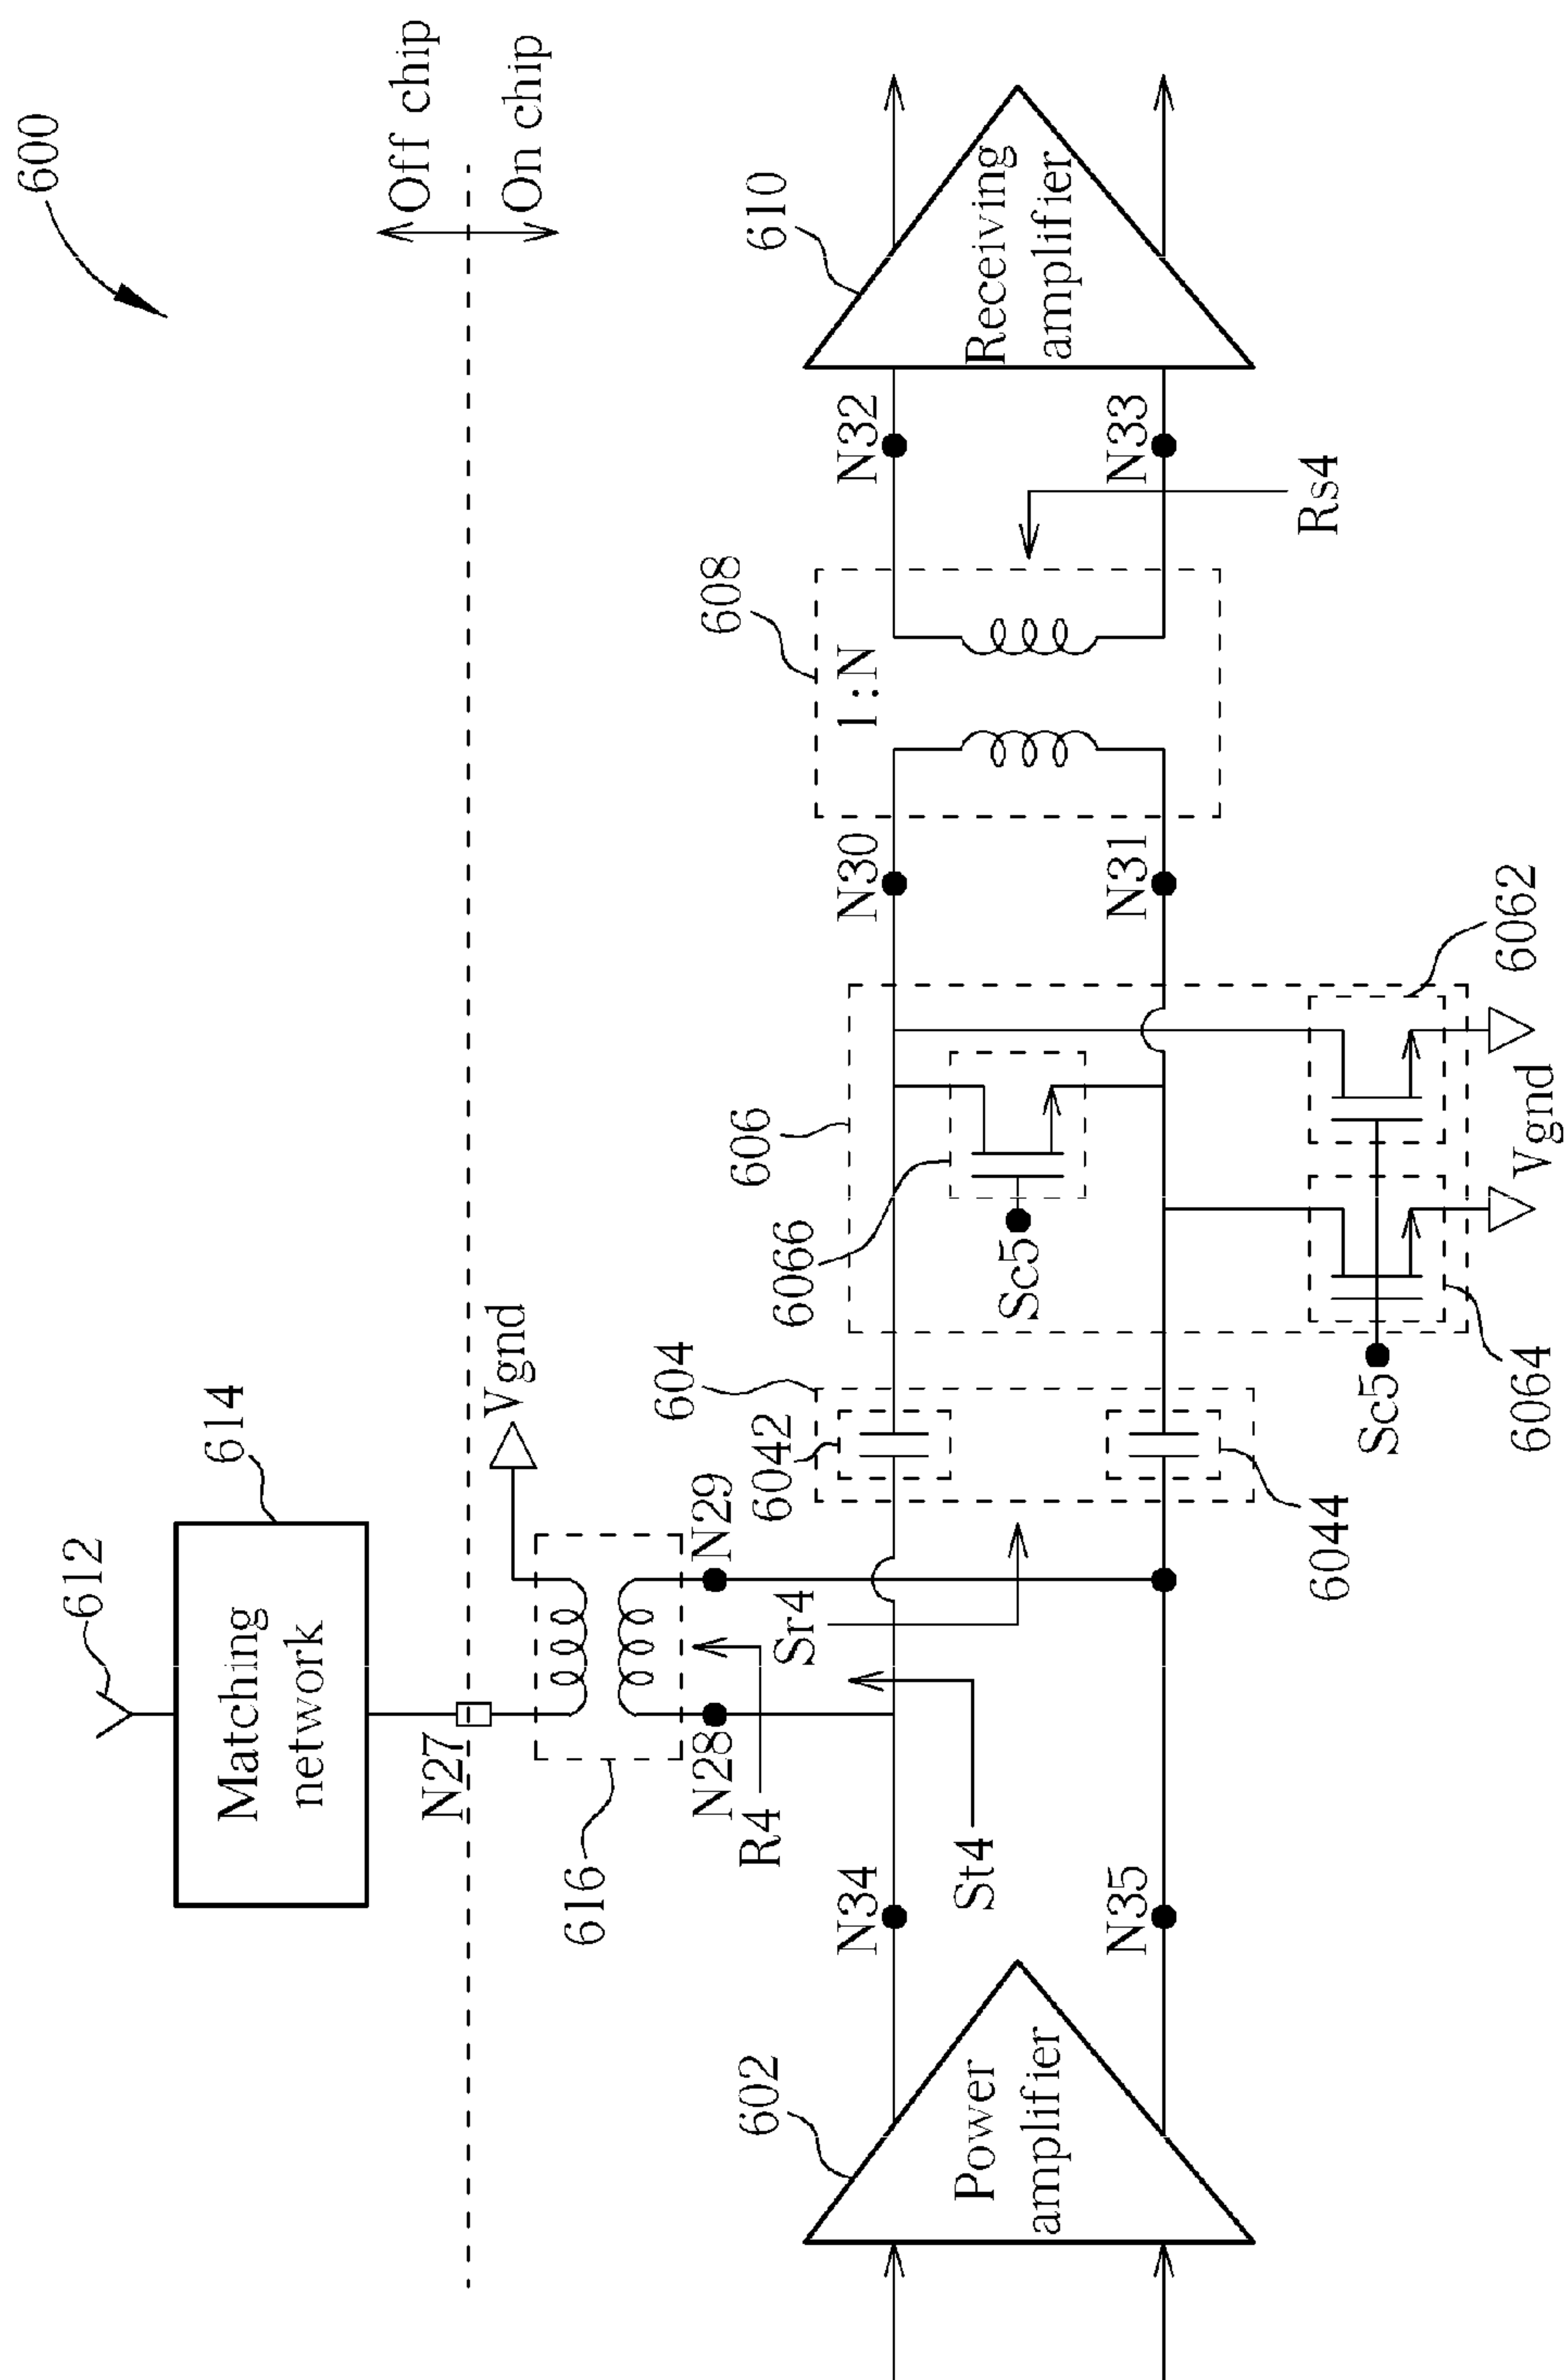 600
Off chip
On chip
612
614
Matching
network
N27
Vgnd
616
N28
N29
R4
Sr4
St4
602
Power
amplifier
N34
N35
604
6042
6044
606
6066
Sc5
Sc5
6064
6062
Vgnd
N30
N31
608
1:N
Rs4
N32
N33
610
Receiving
amplifier